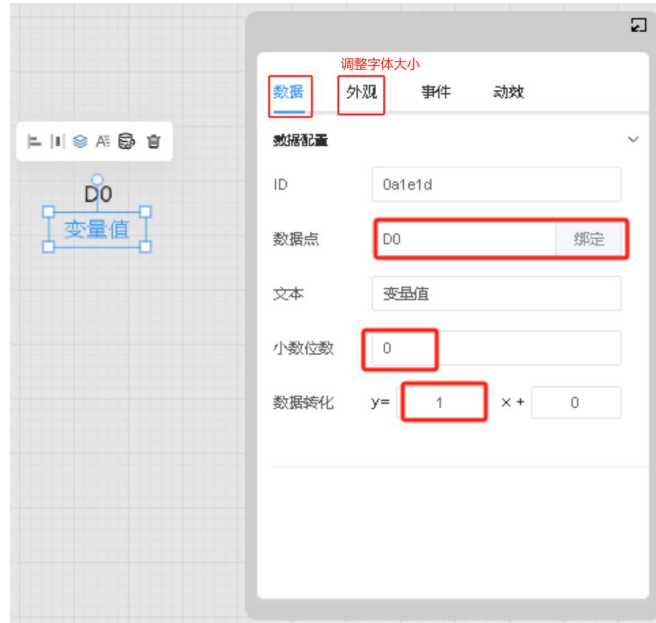 调整字体大小
数据 外观 事件 动效
数据配置
D0
变量值
ID 0a1e1d
数据点 D0 绑定
文本 变量值
小数位数 0
数据转化 y= 1 × + 0